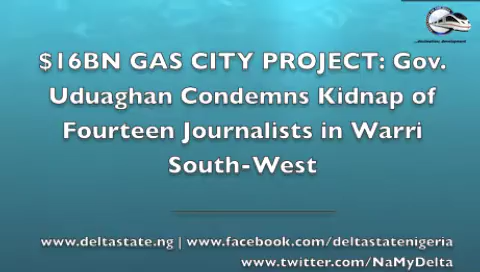 $16BN GAS CITY PROJECT: Gov.
Uduaghan Condemns Kidnap of
Fourteen Journalists in Warri
South-West
www.deltastate.ng | www.facebook.com/deltastatenigeria
www.twitter.com/NaMyDelta